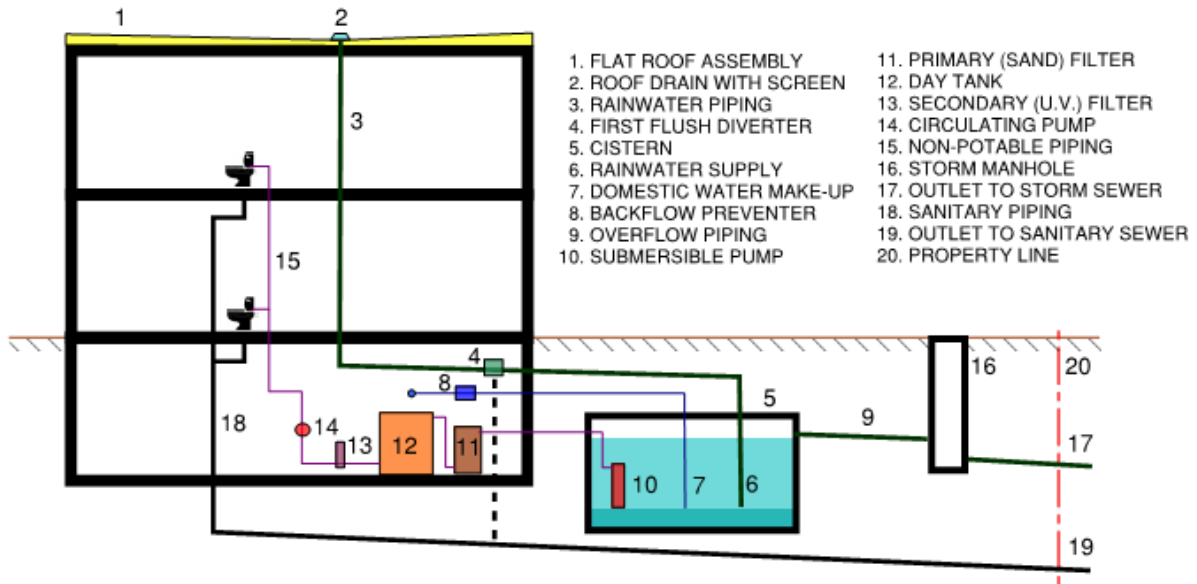 1
2
1. FLAT ROOF ASSEMBLY
2. ROOF DRAIN WITH SCREEN
3. RAINWATER PIPING
4. FIRST FLUSH DIVERTER
5. CISTERN
6. RAINWATER SUPPLY
7. DOMESTIC WATER MAKE-UP
8. BACKFLOW PREVENTER
9. OVERFLOW PIPING
10. SUBMERSIBLE PUMP
11. PRIMARY (SAND) FILTER
12. DAY TANK
13. SECONDARY (U.V.) FILTER
14. CIRCULATING PUMP
15. NON-POTABLE PIPING
16. STORM MANHOLE
17. OUTLET TO STORM SEWER
18. SANITARY PIPING
19. OUTLET TO SANITARY SEWER
20. PROPERTY LINE
3
15
4
16
20
8
5
9
18
14
13
12
11
17
10
7
6
19